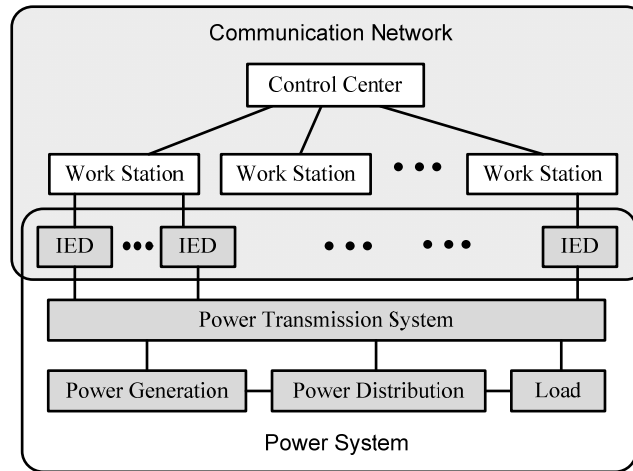 Communication Network
Control Center
Work Station Work Station Work Station
IED IED IED
Power Transmission System
Power Generation Power Distribution Load
Power System